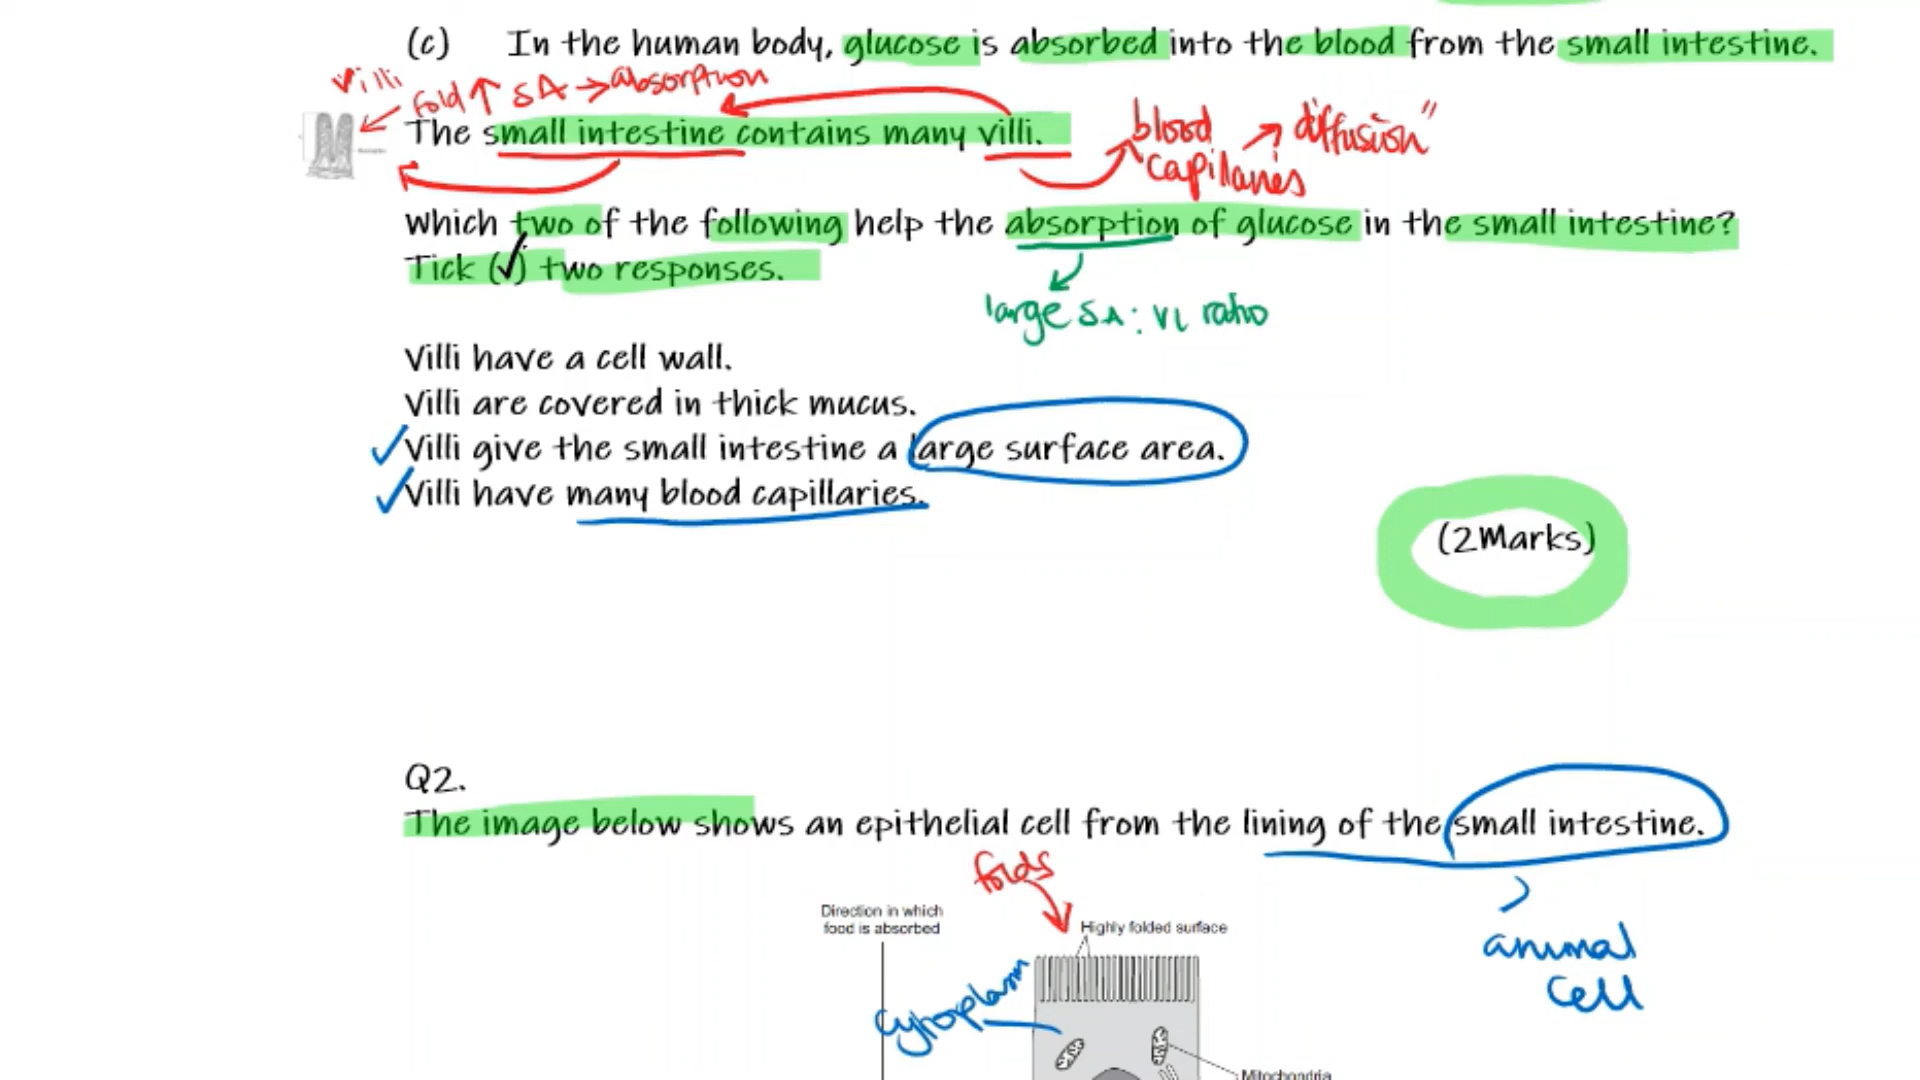 (c) In the human body, glucose is absorbed into the blood from the small intestine.
villi
fold ↑ SA → absorption
The small intestine contains many villi.
blood
capillaries → diffusion"
Which two of the following help the absorption of glucose in the small intestine?
Tick (✓) two responses.
large SA: VL ratio
Villi have a cell wall.
Villi are covered in thick mucus.
✓ Villi give the small intestine a large surface area.
✓ Villi have many blood capillaries.
(2Marks)
Q2.
The image below shows an epithelial cell from the lining of the small intestine.
folds
Direction in which
food is absorbed
Highly folded surface
animal
cell
cytoplasm
Mitochondria